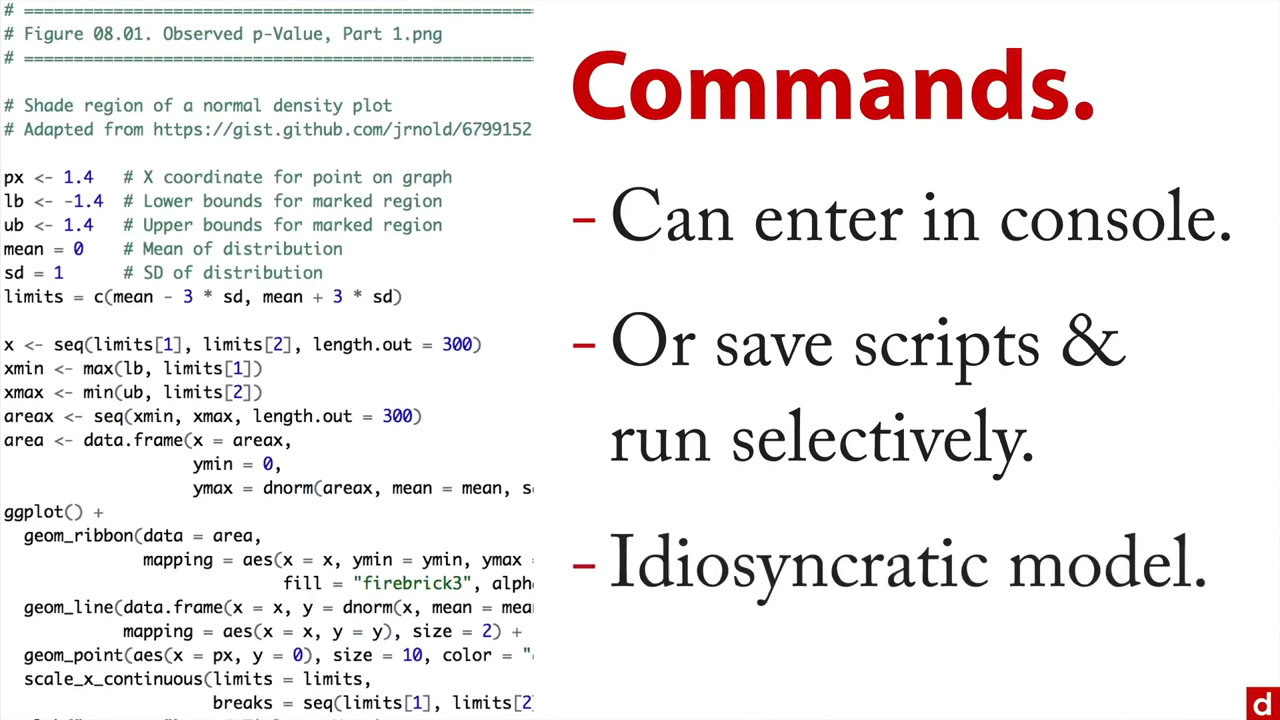 # ====================================================
# Figure 08.01. Observed p-Value, Part 1.png
# ====================================================
# Shade region of a normal density plot
# Adapted from https://gist.github.com/jrnold/6799152
px <- 1.4   # X coordinate for point on graph
lb <- -1.4  # Lower bounds for marked region
ub <- 1.4   # Upper bounds for marked region
mean = 0    # Mean of distribution
sd = 1      # SD of distribution
limits = c(mean - 3 * sd, mean + 3 * sd)
x <- seq(limits[1], limits[2], length.out = 300)
xmin <- max(lb, limits[1])
xmax <- min(ub, limits[2])
areax <- seq(xmin, xmax, length.out = 300)
area <- data.frame(x = areax,
ymin = 0,
ymax = dnorm(areax, mean = mean, s
ggplot() +
geom_ribbon(data = area,
mapping = aes(x = x, ymin = ymin, ymax =
fill = "firebrick3", alph
geom_line(data.frame(x = x, y = dnorm(x, mean = mea
mapping = aes(x = x, y = y), size = 2) +
geom_point(aes(x = px, y = 0), size = 10, color = "
scale_x_continuous(limits = limits,
breaks = seq(limits[1], limits[2]
Commands.
– Can enter in console.
– Or save scripts &
run selectively.
– Idiosyncratic model.
d